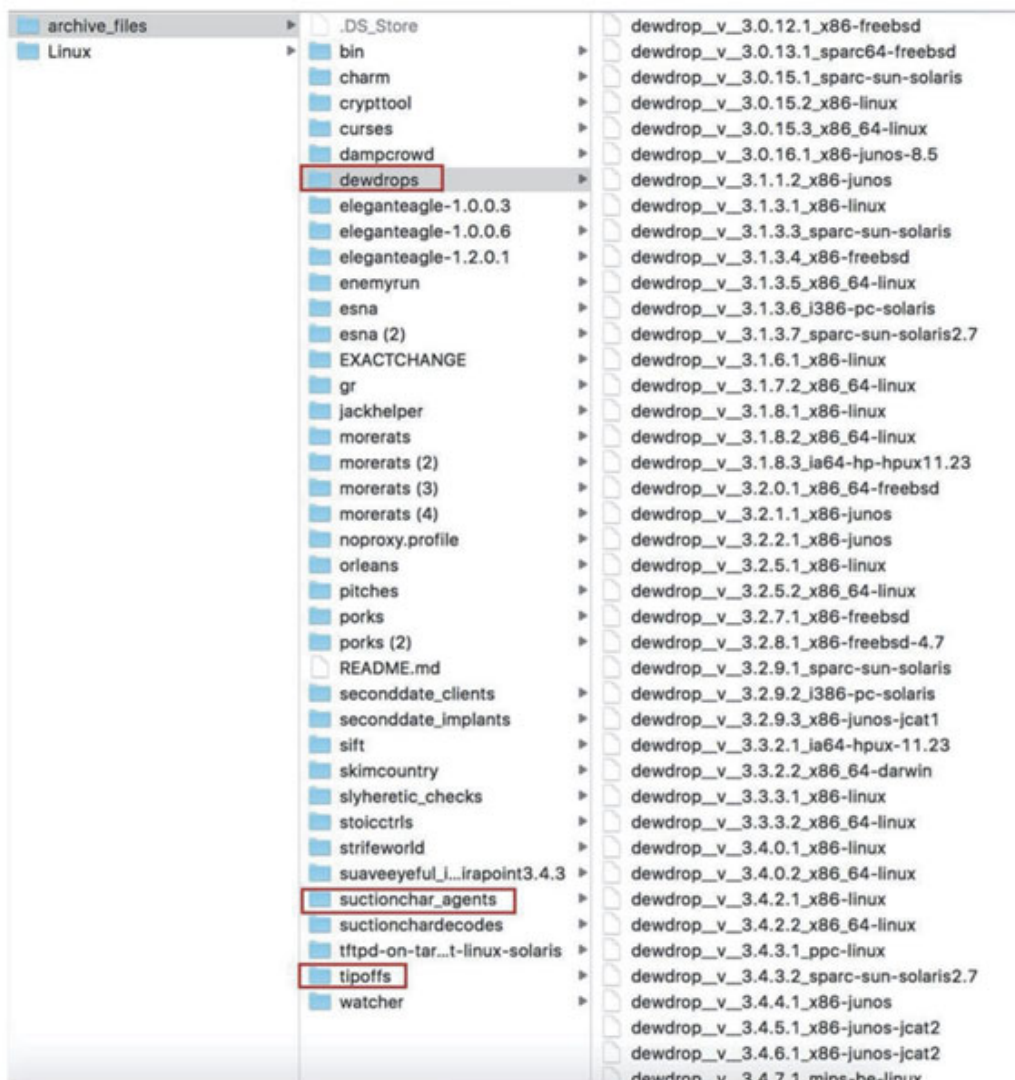 archive_files
Linux
.DS_Store
bin
charm
crypttool
curses
dampcrowd
dewdrops
eleganteagle-1.0.0.3
eleganteagle-1.0.0.6
eleganteagle-1.2.0.1
enemyrun
esna
esna (2)
EXACTCHANGE
gr
jackhelper
morerats
morerats (2)
morerats (3)
morerats (4)
noproxy.profile
orleans
pitches
porks
porks (2)
README.md
seconddate_clients
seconddate_implants
sift
skimcountry
slyheretic_checks
stoicctrls
strifeworld
suaveeyeful_i...irapoint3.4.3
suctionchar_agents
suctionchardecodes
tftpd-on-tar...t-linux-solaris
tipoffs
watcher
dewdrop__v__3.0.12.1_x86-freebsd
dewdrop__v__3.0.13.1_sparc64-freebsd
dewdrop__v__3.0.15.1_sparc-sun-solaris
dewdrop__v__3.0.15.2_x86-linux
dewdrop__v__3.0.15.3_x86_64-linux
dewdrop__v__3.0.16.1_x86-junos-8.5
dewdrop__v__3.1.1.2_x86-junos
dewdrop__v__3.1.3.1_x86-linux
dewdrop__v__3.1.3.3_sparc-sun-solaris
dewdrop__v__3.1.3.4_x86-freebsd
dewdrop__v__3.1.3.5_x86_64-linux
dewdrop__v__3.1.3.6_i386-pc-solaris
dewdrop__v__3.1.3.7_sparc-sun-solaris2.7
dewdrop__v__3.1.6.1_x86-linux
dewdrop__v__3.1.7.2_x86_64-linux
dewdrop__v__3.1.8.1_x86-linux
dewdrop__v__3.1.8.2_x86_64-linux
dewdrop__v__3.1.8.3_ia64-hp-hpux11.23
dewdrop__v__3.2.0.1_x86_64-freebsd
dewdrop__v__3.2.1.1_x86-junos
dewdrop__v__3.2.2.1_x86-junos
dewdrop__v__3.2.5.1_x86-linux
dewdrop__v__3.2.5.2_x86_64-linux
dewdrop__v__3.2.7.1_x86-freebsd
dewdrop__v__3.2.8.1_x86-freebsd-4.7
dewdrop__v__3.2.9.1_sparc-sun-solaris
dewdrop__v__3.2.9.2_i386-pc-solaris
dewdrop__v__3.2.9.3_x86-junos-jcat1
dewdrop__v__3.3.2.1_ia64-hpux-11.23
dewdrop__v__3.3.2.2_x86_64-darwin
dewdrop__v__3.3.3.1_x86-linux
dewdrop__v__3.3.3.2_x86_64-linux
dewdrop__v__3.4.0.1_x86-linux
dewdrop__v__3.4.0.2_x86_64-linux
dewdrop__v__3.4.2.1_x86-linux
dewdrop__v__3.4.2.2_x86_64-linux
dewdrop__v__3.4.3.1_ppc-linux
dewdrop__v__3.4.3.2_sparc-sun-solaris2.7
dewdrop__v__3.4.4.1_x86-junos
dewdrop__v__3.4.5.1_x86-junos-jcat2
dewdrop__v__3.4.6.1_x86-junos-jcat2
dewdrop__v__3.4.7.1_mips-be-linux